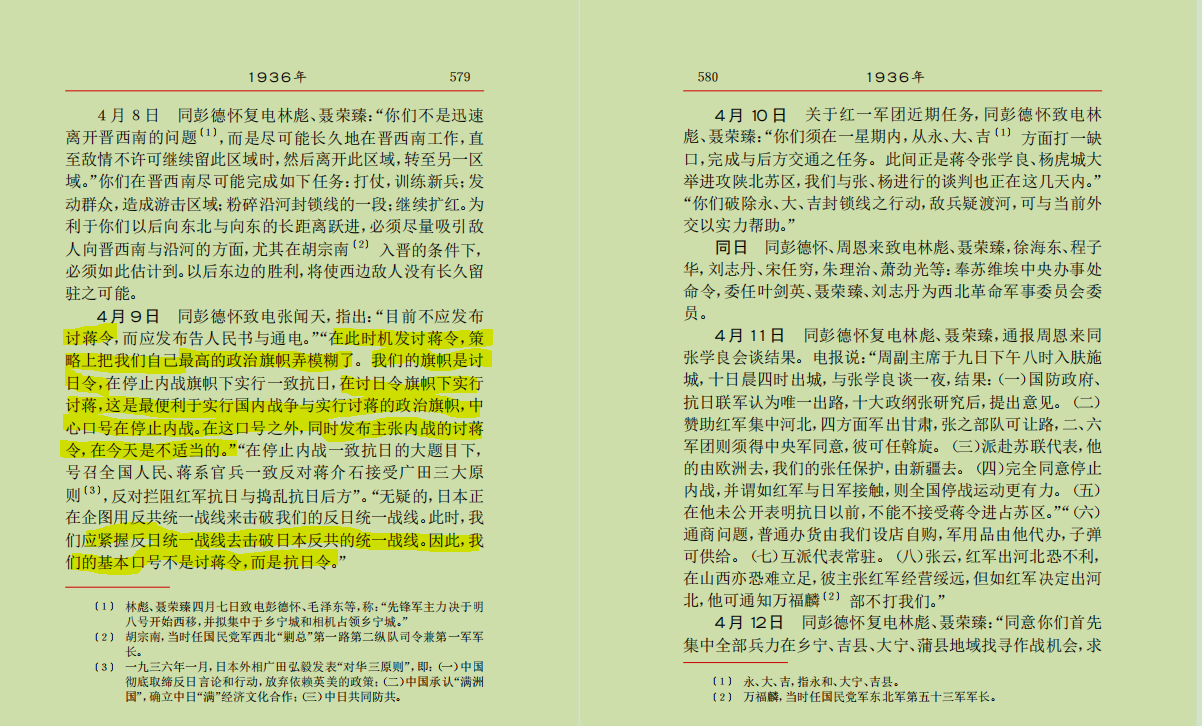 1936年 579
4月8日 同彭德怀复电林彪、聂荣臻:“你们不是迅速
离开晋西南的问题〔1〕,而是尽可能长久地在晋西南工作,直
至敌情不许可继续留此区域时,然后离开此区域,转至另一区
域。”你们在晋西南尽可能完成如下任务:打仗,训练新兵;发
动群众,造成游击区域;粉碎沿河封锁线的一段;继续扩红。为
利于你们以后向东北与向东的长距离跃进,必须尽量吸引敌
人向晋西南与沿河的方面,尤其在胡宗南〔2〕 入晋的条件下,
必须如此估计到。以后东边的胜利,将使西边敌人没有长久留
驻之可能。
4月9日 同彭德怀致电张闻天,指出:“目前不应发布
讨蒋令,而应发布告人民书与通电。”“在此时机发讨蒋令,策
略上把我们自己最高的政治旗帜弄模糊了。我们的旗帜是讨
日令,在停止内战旗帜下实行一致抗日,在讨日令旗帜下实行
讨蒋,这是最便利于实行国内战争与实行讨蒋的政治旗帜,中
心口号在停止内战。在这口号之外,同时发布主张内战的讨蒋
令,在今天是不适当的。”“在停止内战一致抗日的大题目下,
号召全国人民、蒋系官兵一致反对蒋介石接受广田三大原
则〔3〕,反对拦阻红军抗日与捣乱抗日后方”。“无疑的,日本正
在企图用反共统一战线来击破我们的反日统一战线。此时,我
们应紧握反日统一战线去击破日本反共的统一战线。因此,我
们的基本口号不是讨蒋令,而是抗日令。”
〔1〕 林彪、聂荣臻四月七日致电彭德怀、毛泽东等,称:“先锋军主力决于明
八号开始西移,并拟集中于乡宁城和相机占领乡宁城。”
〔2〕 胡宗南,当时任国民党军西北“剿总”第一路第二纵队司令兼第一军军
长。
〔3〕 一九三六年一月,日本外相广田弘毅发表“对华三原则”,即:(一)中国
彻底取缔反日言论和行动,放弃依赖英美的政策;(二)中国承认“满洲
国”,确立中日“满”经济文化合作;(三)中日共同防共。
580 1936年
4月10日 关于红一军团近期任务,同彭德怀致电林
彪、聂荣臻:“你们须在一星期内,从永、大、吉〔1〕 方面打一缺
口,完成与后方交通之任务。此间正是蒋令张学良、杨虎城大
举进攻陕北苏区,我们与张、杨进行的谈判也正在这几天内。”
“你们破除永、大、吉封锁线之行动,敌兵疑渡河,可与当前外
交以实力帮助。”
同日 同彭德怀、周恩来致电林彪、聂荣臻,徐海东、程子
华,刘志丹、宋任穷,朱理治、萧劲光等:奉苏维埃中央办事处
命令,委任叶剑英、聂荣臻、刘志丹为西北革命军事委员会委
员。
4月11日 同彭德怀复电林彪、聂荣臻,通报周恩来同
张学良会谈结果。电报说:“周副主席于九日下午八时入肤施
城,十日晨四时出城,与张学良谈一夜,结果:(一)国防政府、
抗日联军认为唯一出路,十大政纲张研究后,提出意见。(二)
赞助红军集中河北,四方面军出甘肃,张之部队可让路,二、六
军团则须得中央军同意,彼可任斡旋。(三)派赴苏联代表,他
的由欧洲去,我们的张任保护,由新疆去。(四)完全同意停止
内战,并谓如红军与日军接触,则全国停战运动更有力。(五)
在他未公开表明抗日以前,不能不接受蒋令进占苏区。”“(六)
通商问题,普通办货由我们设店自购,军用品由他代办,子弹
可供给。(七)互派代表常驻。(八)张云,红军出河北恐不利,
在山西亦恐难立足,彼主张红军经营绥远,但如红军决定出河
北,他可通知万福麟〔2〕 部不打我们。”
4月12日 同彭德怀复电林彪、聂荣臻:“同意你们首先
集中全部兵力在乡宁、吉县、大宁、蒲县地域找寻作战机会,求
〔1〕 永、大、吉,指永和、大宁、吉县。
〔2〕 万福麟,当时任国民党军东北军第五十三军军长。